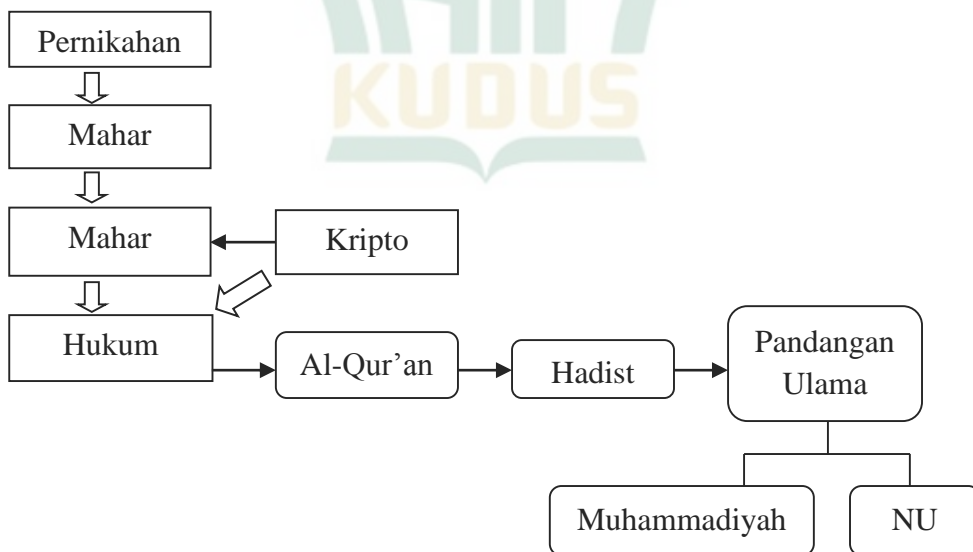 KUDUS
Pernikahan
Mahar
Mahar
Kripto
Hukum
Al-Qur’an
Hadist
Pandangan
Ulama
Muhammadiyah
NU